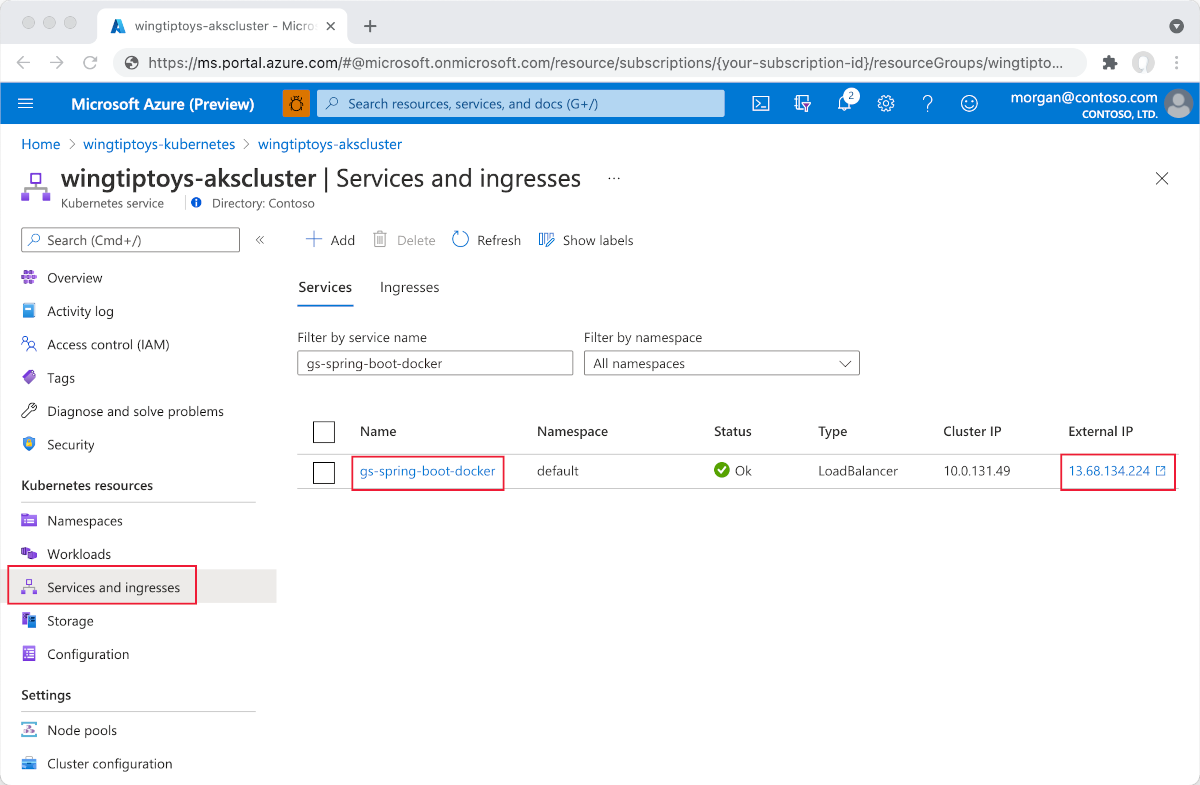 wingtiptoys-akscluster - Micro
https://ms.portal.azure.com/#@microsoft.onmicrosoft.com/resource/subscriptions/{your-subscription-id}/resourceGroups/wingtipto...
Microsoft Azure (Preview)
Search resources, services, and docs (G+/)
2
morgan@contoso.com
CONTOSO, LTD.
Home > wingtiptoys-kubernetes > wingtiptoys-akscluster
wingtiptoys-akscluster | Services and ingresses ...
Kubernetes service
Directory: Contoso
Search (Cmd+/)
«
Overview
Activity log
Access control (IAM)
Tags
Diagnose and solve problems
Security
Kubernetes resources
Namespaces
Workloads
Services and ingresses
Storage
Configuration
Settings
Node pools
Cluster configuration
Add Delete Refresh Show labels
Services Ingresses
Filter by service name Filter by namespace
gs-spring-boot-docker All namespaces
Name Namespace Status Type Cluster IP External IP
gs-spring-boot-docker default Ok LoadBalancer 10.0.131.49 13.68.134.224